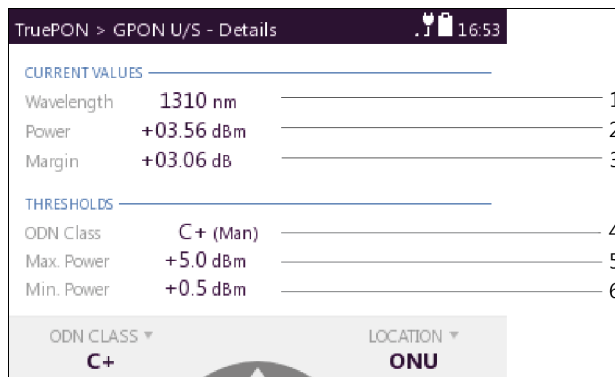 TruePON > GPON U/S - Details 16:53
CURRENT VALUES
Wavelength 1310 nm 1
Power +03.56 dBm 2
Margin +03.06 dB 3
THRESHOLDS
ODN Class C+ (Man) 4
Max. Power +5.0 dBm 5
Min. Power +0.5 dBm 6
ODN CLASS LOCATION
C+ ONU